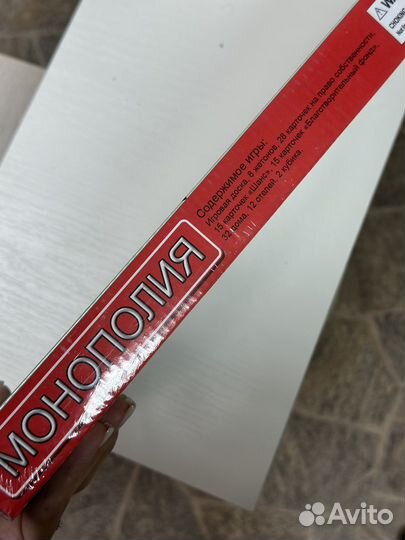 МОНОПОЛИЯ
Содержимое игры:
Игровая доска, 8 жетонов, 28 карточек на право собственности,
15 карточек «Шанс», 15 карточек «Благотворительный фонд»,
32 дома, 12 отелей, 2 кубика.
CHOKING
Avito